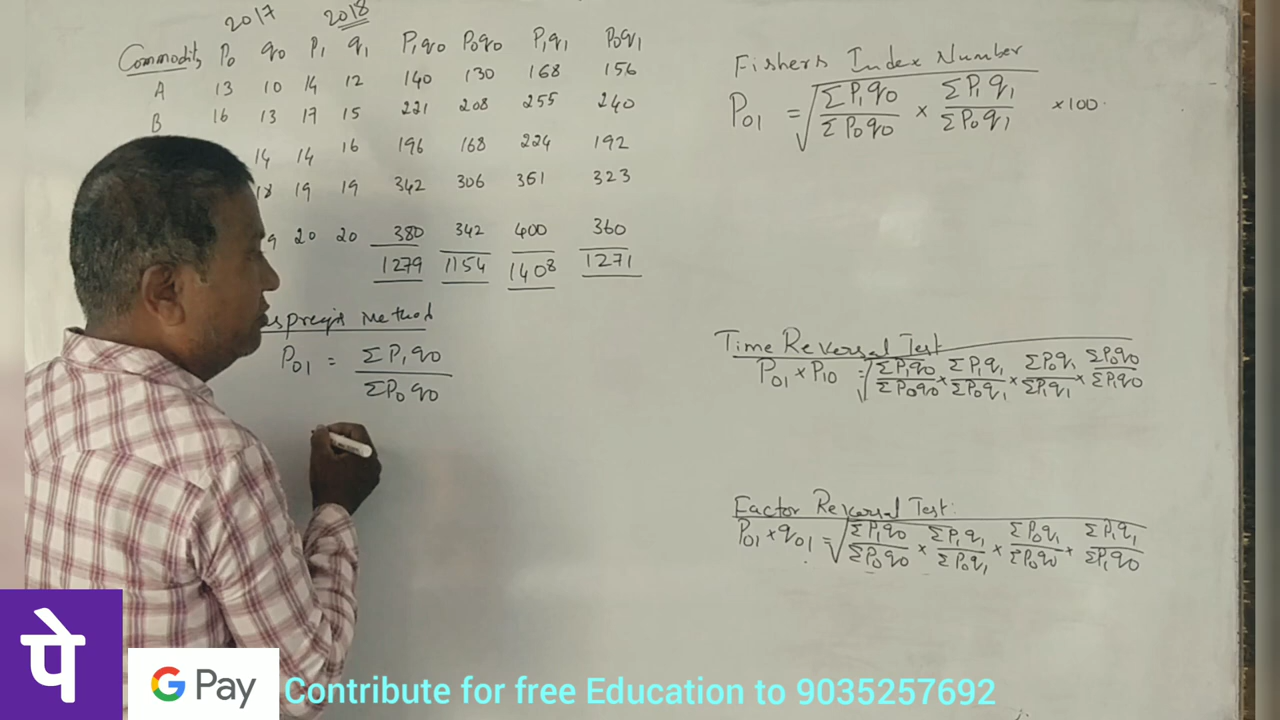 2017 2018
Commodity P0 q0 P1 q1 P1q0 P0q0 P1q1 P0q1
A 13 10 14 12 140 130 168 156
B 16 13 17 15 221 208 255 240
14 14 16 196 168 224 192
18 19 19 342 306 361 323
9 20 20 380 342 400 360
1279 1154 1408 1271
aspreyis Method
P01 = ΣP1q0 / ΣP0q0
Fishers Index Number
P01 = √ΣP1q0 / ΣP0q0 × ΣP1q1 / ΣP0q1 ×100
Time Reversal Test
P01 × P10 = √ΣP1q0 / ΣP0q0 × ΣP1q1 / ΣP0q1 × ΣP0q1 / ΣP1q1 × ΣP0q0 / ΣP1q0
Factor Reversal Test:
P01 × q01 = √ΣP1q0 / ΣP0q0 × ΣP1q1 / ΣP0q1 × ΣP0q1 / ΣP0q0 × ΣP1q1 / ΣP1q0
पे
G Pay
Contribute for free Education to 9035257692